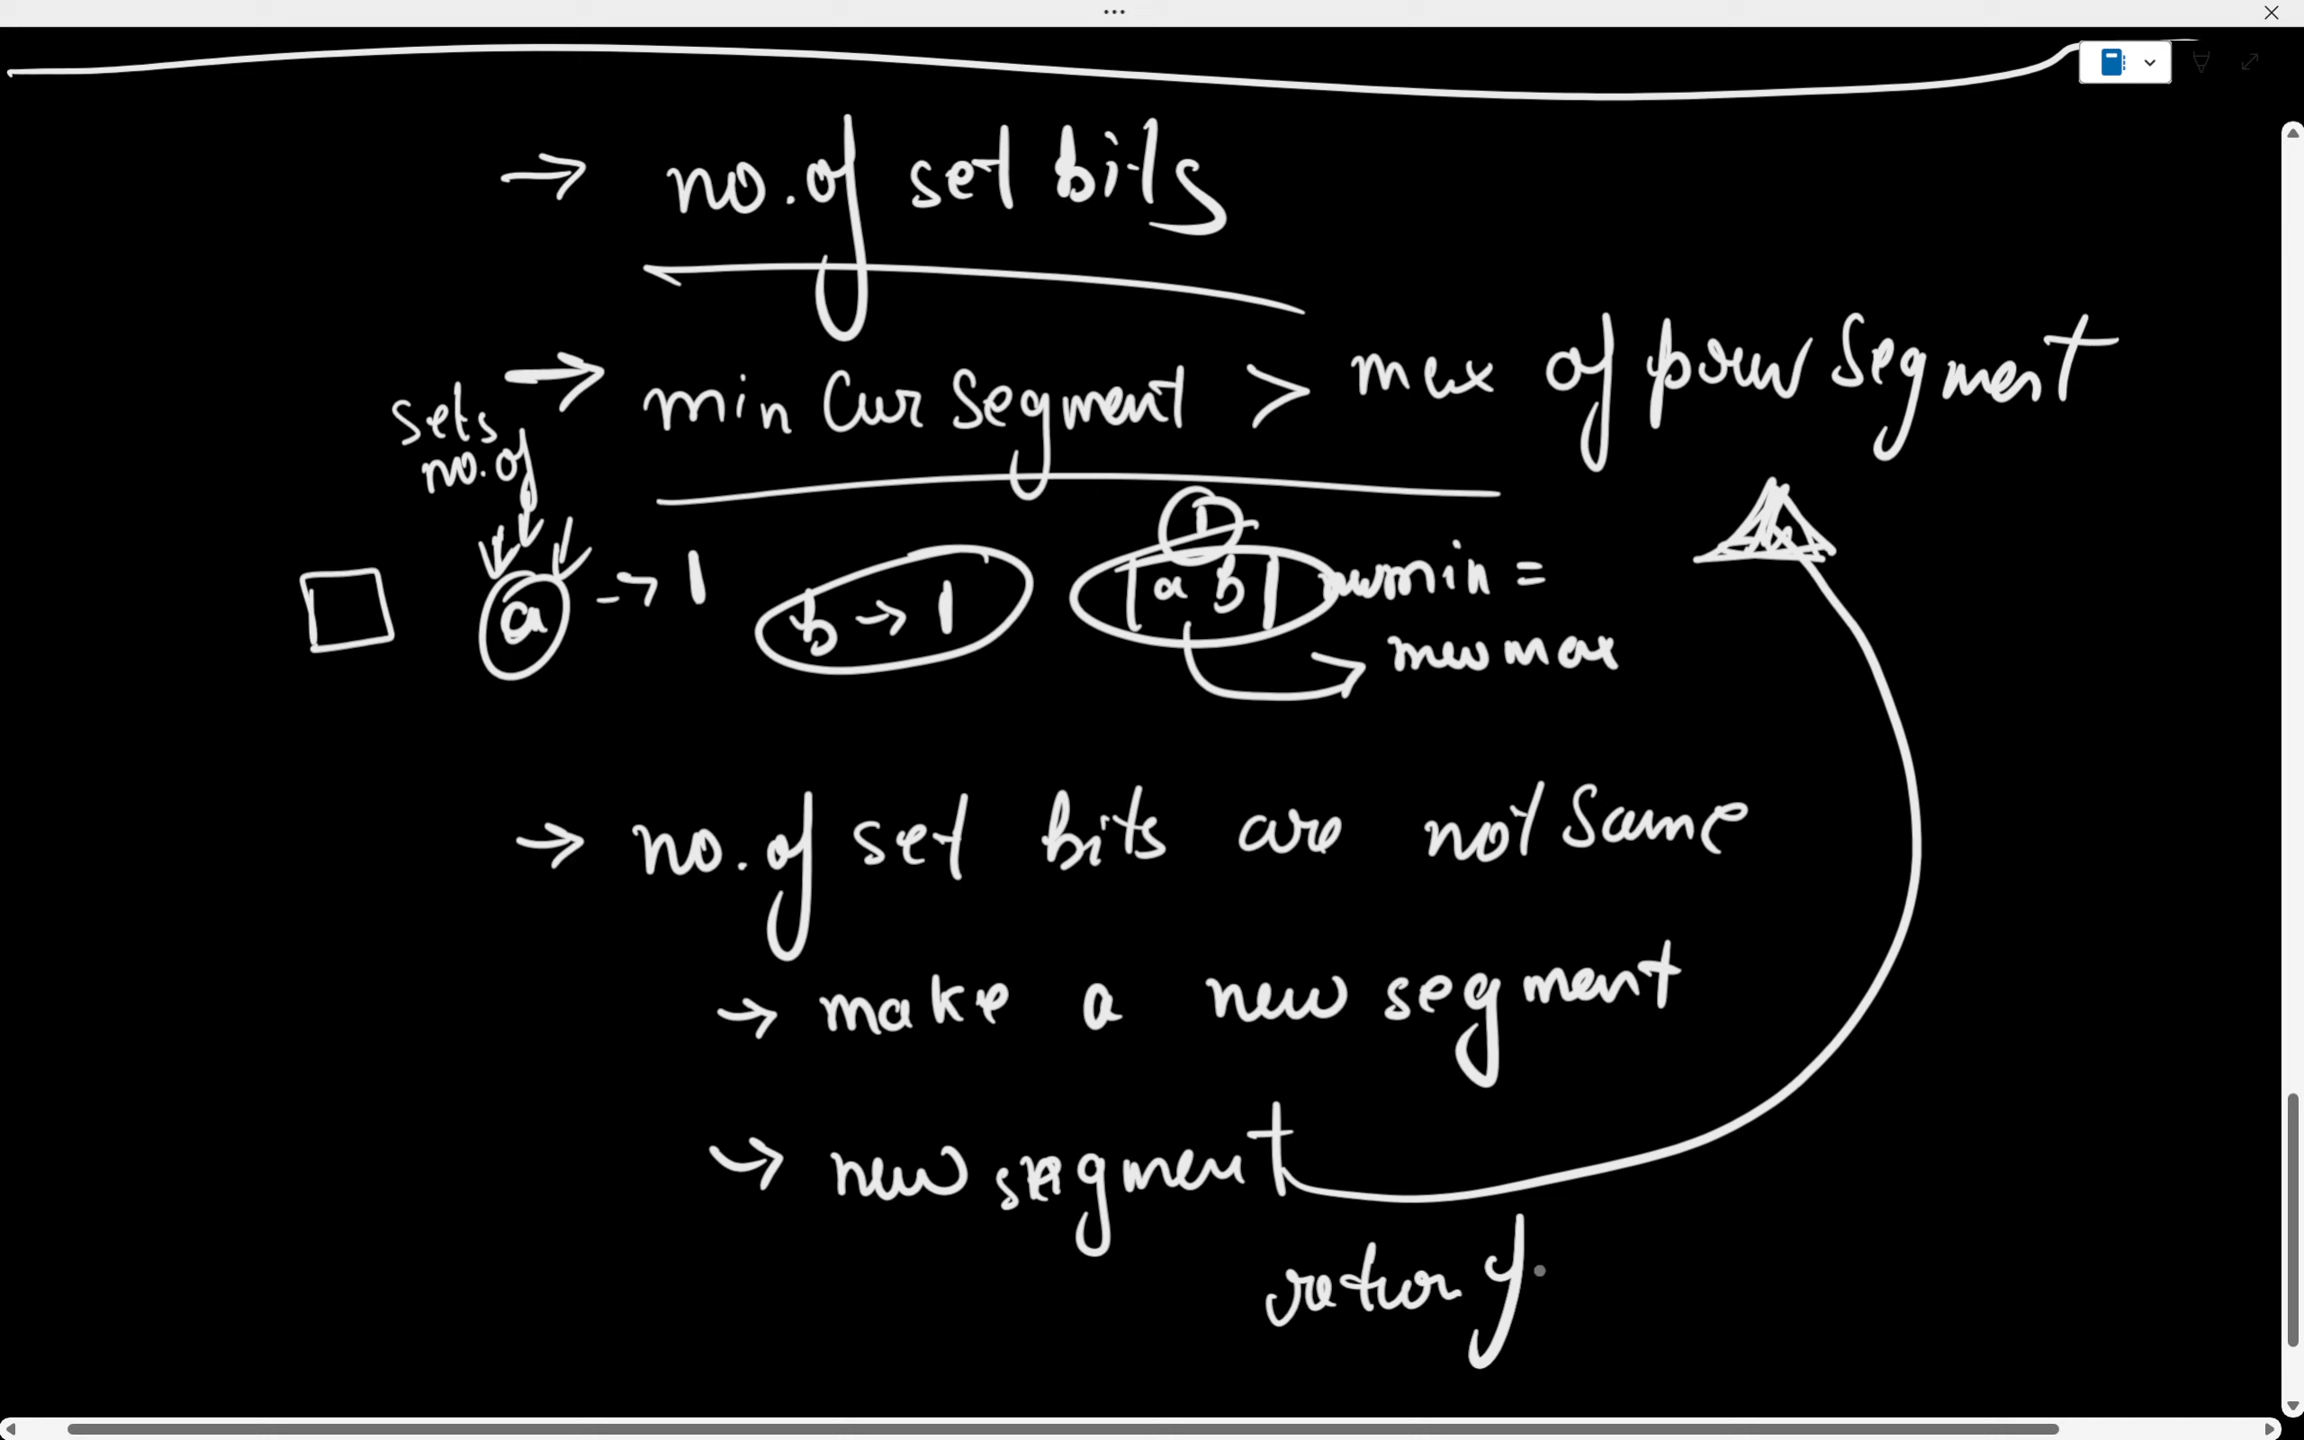 → no. of set bits
→ min Cur Segment > max of prev Segment
sets
no. of
a → 1 b → 1 1 |a b| newmin =
new max
→ no. of set bits are not same
→ make a new segment
→ new segment
return